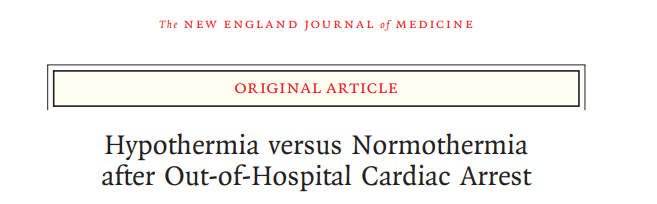 The NEW ENGLAND JOURNAL of MEDICINE
ORIGINAL ARTICLE
Hypothermia versus Normothermia
after Out-of-Hospital Cardiac Arrest